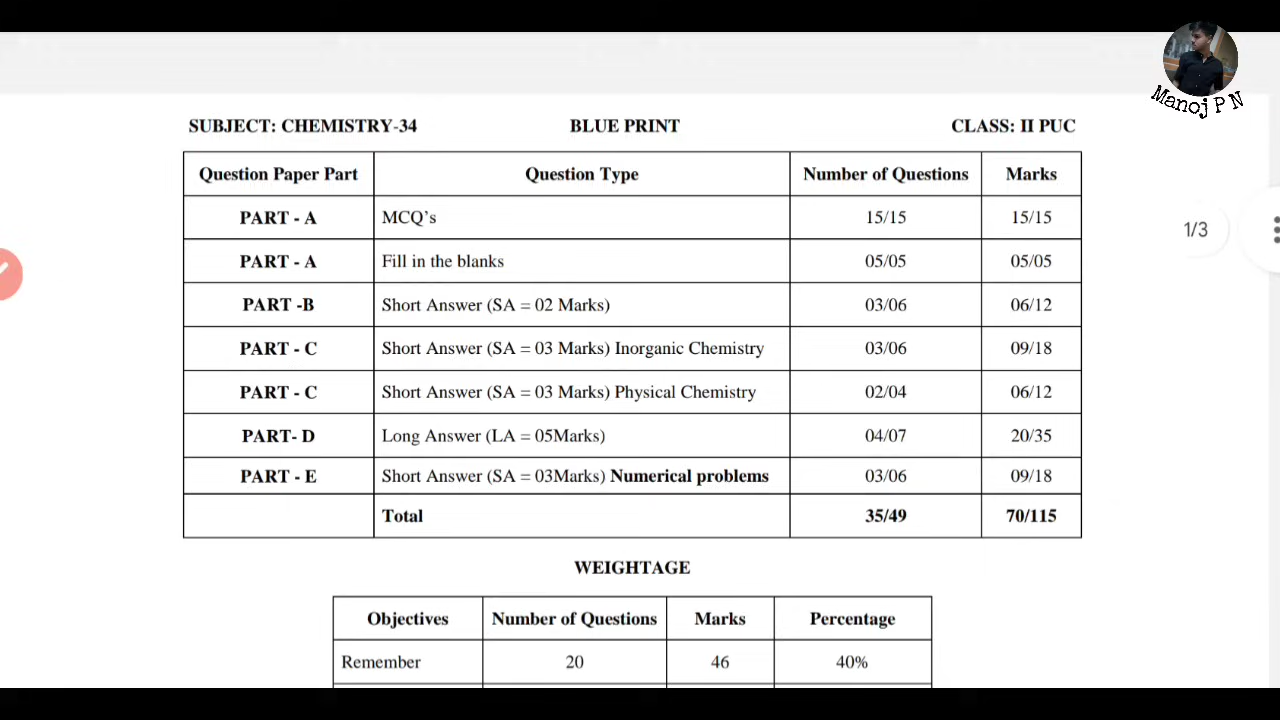 Manoj P N
SUBJECT: CHEMISTRY-34 BLUE PRINT CLASS: II PUC
Question Paper Part Question Type Number of Questions Marks
PART - A MCQ's 15/15 15/15
PART - A Fill in the blanks 05/05 05/05
PART -B Short Answer (SA = 02 Marks) 03/06 06/12
PART - C Short Answer (SA = 03 Marks) Inorganic Chemistry 03/06 09/18
PART - C Short Answer (SA = 03 Marks) Physical Chemistry 02/04 06/12
PART- D Long Answer (LA = 05Marks) 04/07 20/35
PART - E Short Answer (SA = 03Marks) Numerical problems 03/06 09/18
Total 35/49 70/115
1/3
WEIGHTAGE
Objectives Number of Questions Marks Percentage
Remember 20 46 40%